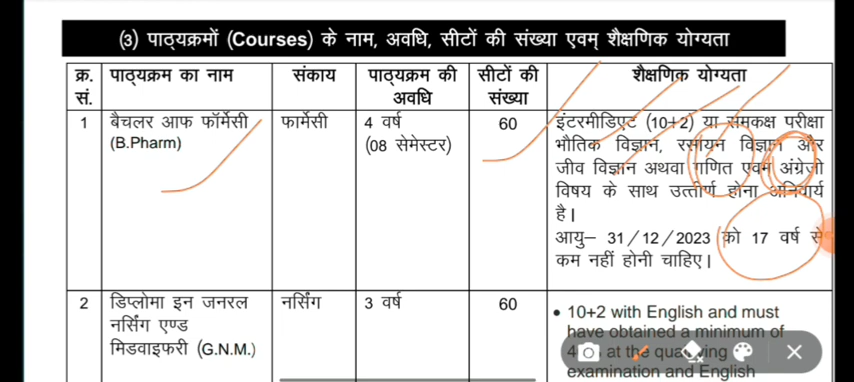 (3) पाठ्यक्रमों (Courses) के नाम, अवधि, सीटों की संख्या एवम् शैक्षणिक योग्यता
क्र. सं. पाठ्यक्रम का नाम संकाय पाठ्यक्रम की अवधि सीटों की संख्या शैक्षणिक योग्यता
1 बैचलर आफ फॉर्मेसी (B.Pharm) फार्मेसी 4 वर्ष (08 सेमेस्टर) 60
इंटरमीडिएट (10+2) या समकक्ष परीक्षा
भौतिक विज्ञान, रसायन विज्ञान और
जीव विज्ञान अथवा गणित एवम अंग्रेजी
विषय के साथ उत्तीर्ण होना अनिवार्य
है।
आयु– 31/12/2023 को 17 वर्ष से
कम नहीं होनी चाहिए।
2 डिप्लोमा इन जनरल नर्सिंग एण्ड मिडवाइफरी (G.N.M.) नर्सिंग 3 वर्ष 60
• 10+2 with English and must
have obtained a minimum of
at the qualifying
examination and English